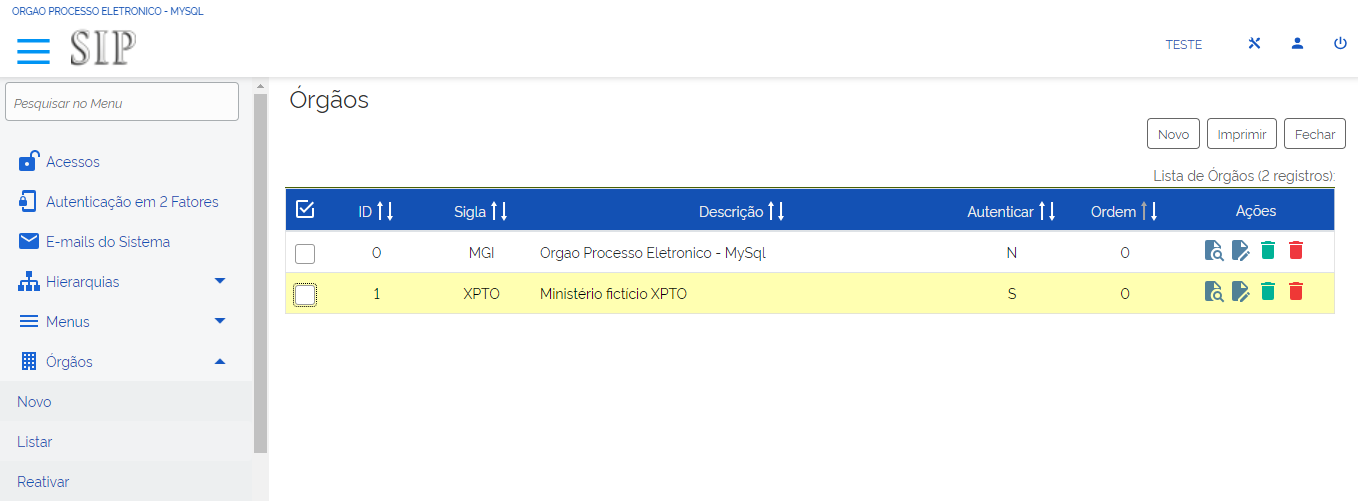 ORGAO PROCESSO ELETRONICO - MYSQL
SIP
TESTE
Pesquisar no Menu
Acessos
Autenticação em 2 Fatores
E-mails do Sistema
Hierarquias
Menus
Órgãos
Novo
Listar
Reativar
Órgãos
Novo Imprimir Fechar
Lista de Órgãos (2 registros):
ID Sigla Descrição Autenticar Ordem Ações
0 MGI Orgao Processo Eletronico - MySql N 0
1 XPTO Ministério fictício XPTO S 0